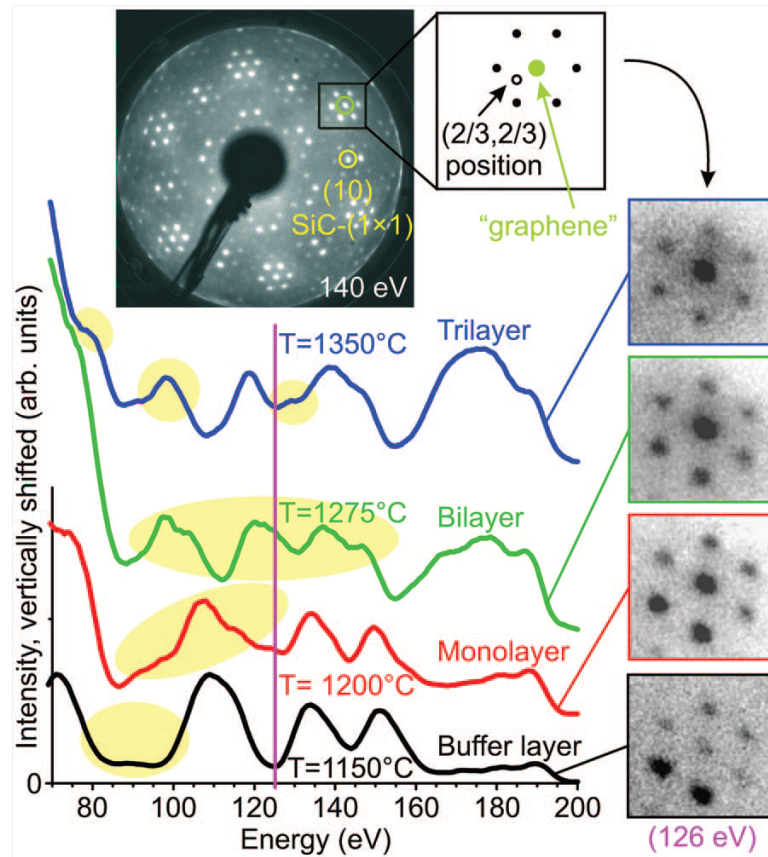 (2/3,2/3)
position
"graphene"
(10)
SiC-(1×1)
140 eV
Intensity, vertically shifted (arb. units)
T=1350°C
Trilayer
T=1275°C
Bilayer
T= 1200°C
Monolayer
T=1150°C
Buffer layer
0
80 100 120 140 160 180 200
Energy (eV)
(126 eV)